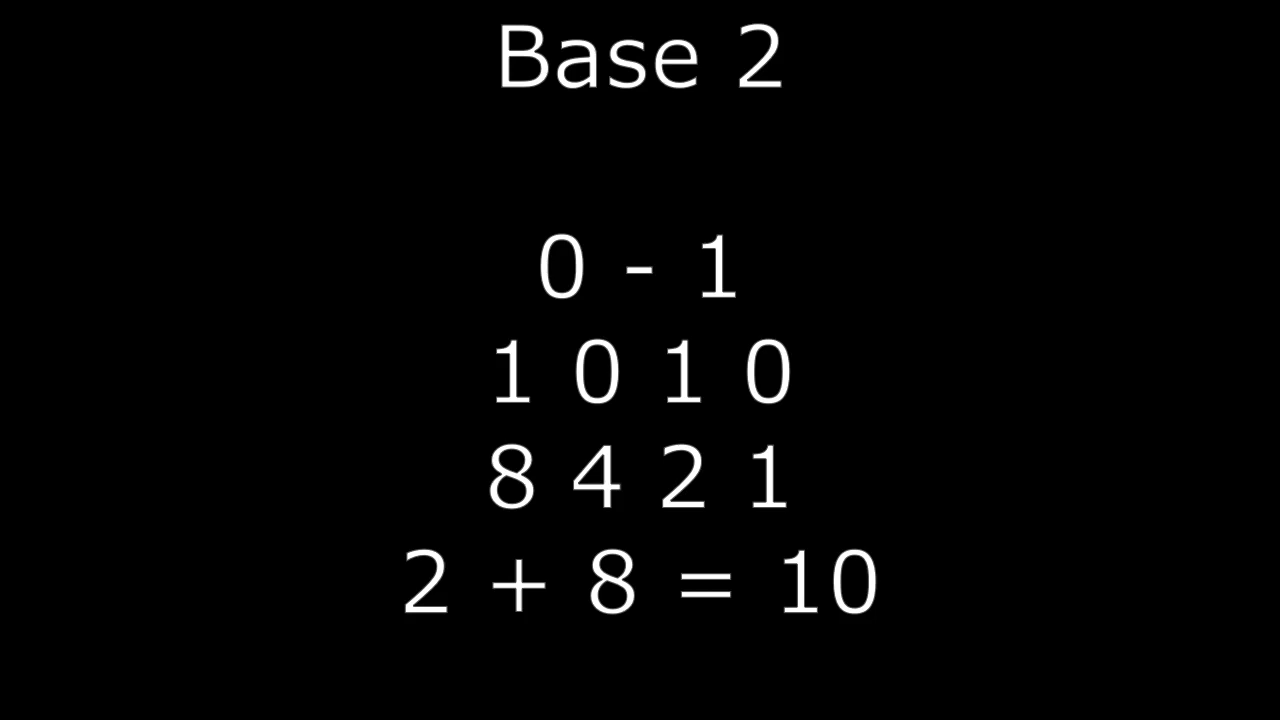 Base 2
0 - 1
1 0 1 0
8 4 2 1
2 + 8 = 10